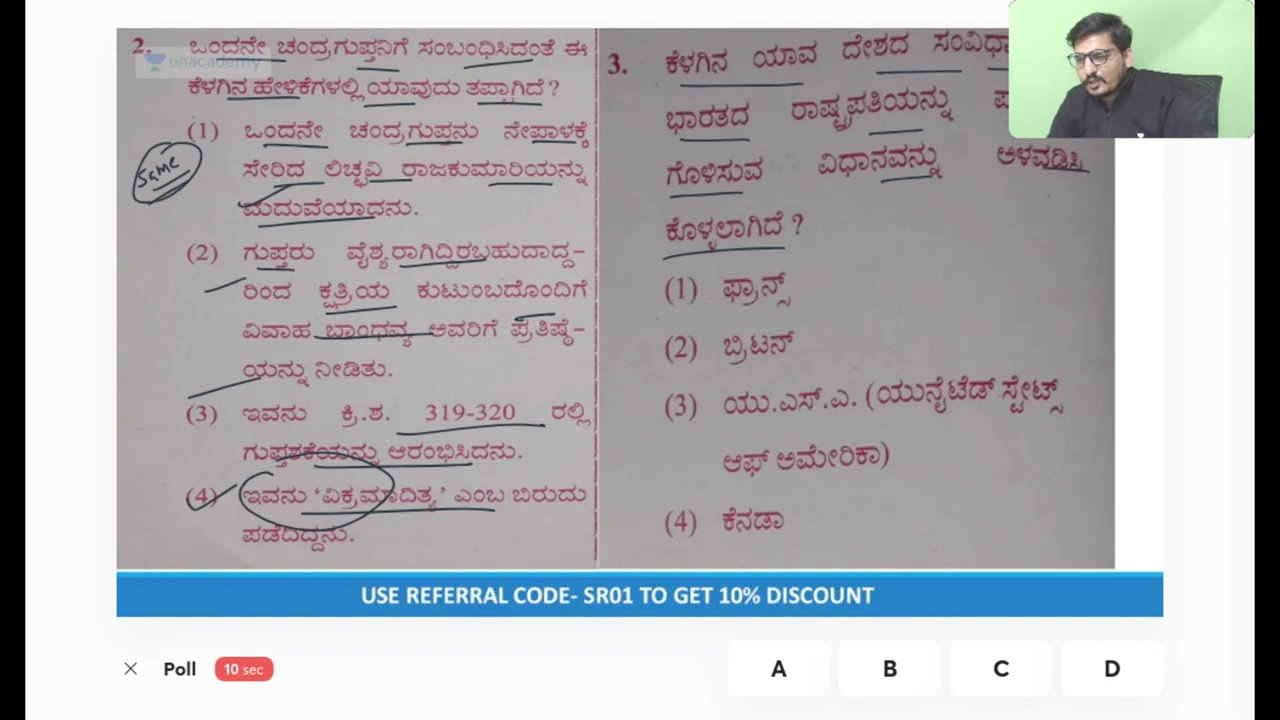 2. ಒಂದನೇ ಚಂದ್ರಗುಪ್ತನಿಗೆ ಸಂಬಂಧಿಸಿದಂತೆ ಈ
unacademy
ಕೆಳಗಿನ ಹೇಳಿಕೆಗಳಲ್ಲಿ ಯಾವುದು ತಪ್ಪಾಗಿದೆ ?
(1) ಒಂದನೇ ಚಂದ್ರಗುಪ್ತನು ನೇಪಾಳಕ್ಕೆ
ಸೇರಿದ ಲಿಚ್ಛವಿ ರಾಜಕುಮಾರಿಯನ್ನು
same
ಮದುವೆಯಾದನು.
(2) ಗುಪ್ತರು ವೈಶ್ಯರಾಗಿದ್ದಿರಬಹುದಾದ್ದ–
ರಿಂದ ಕ್ಷತ್ರಿಯ ಕುಟುಂಬದೊಂದಿಗೆ
ವಿವಾಹ ಬಾಂಧವ್ಯ ಅವರಿಗೆ ಪ್ರತಿಷ್ಠೆ–
ಯನ್ನು ನೀಡಿತು.
(3) ಇವನು ಕ್ರಿ.ಶ. 319-320 ರಲ್ಲಿ
ಗುಪ್ತಶಕೆಯನ್ನು ಆರಂಭಿಸಿದನು.
(4) ಇವನು ‘ವಿಕ್ರಮಾದಿತ್ಯ’ ಎಂಬ ಬಿರುದು
ಪಡೆದಿದ್ದನು.
3. ಕೆಳಗಿನ ಯಾವ ದೇಶದ
ಭಾರತದ ರಾಷ್ಟ್ರಪತಿಯನ್ನು
ಗೊಳಿಸುವ ವಿಧಾನವನ್ನು ಅಳವಡಿಸಿ
ಕೊಳ್ಳಲಾಗಿದೆ ?
(1) ಫ್ರಾನ್ಸ್
(2) ಬ್ರಿಟನ್
(3) ಯು.ಎಸ್.ಎ. (ಯುನೈಟೆಡ್ ಸ್ಟೇಟ್ಸ್
ಆಫ್ ಅಮೇರಿಕಾ)
(4) ಕೆನಡಾ
USE REFERRAL CODE- SR01 TO GET 10% DISCOUNT
Poll 10 sec A B C D